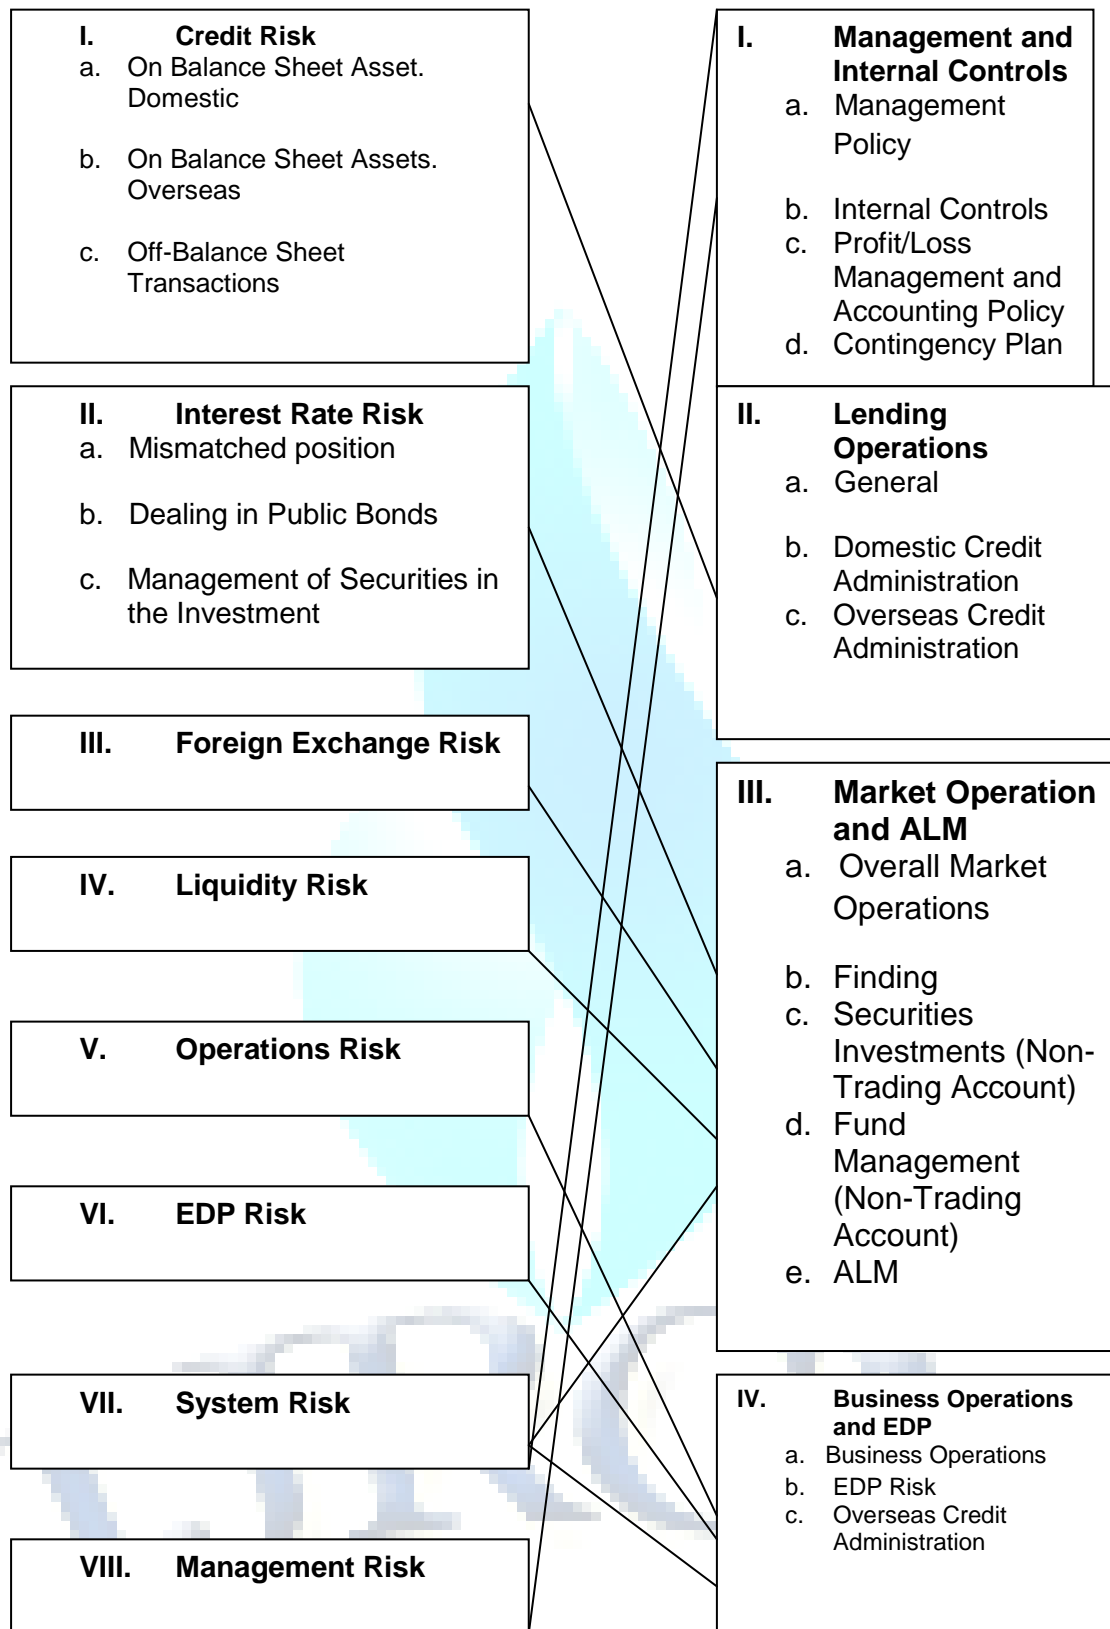 I. Credit Risk
a. On Balance Sheet Asset.
Domestic
b. On Balance Sheet Assets.
Overseas
c. Off-Balance Sheet
Transactions
II. Interest Rate Risk
a. Mismatched position
b. Dealing in Public Bonds
c. Management of Securities in
the Investment
III. Foreign Exchange Risk
IV. Liquidity Risk
V. Operations Risk
VI. EDP Risk
VII. System Risk
VIII. Management Risk
I. Management and
Internal Controls
a. Management
Policy
b. Internal Controls
c. Profit/Loss
Management and
Accounting Policy
d. Contingency Plan
II. Lending
Operations
a. General
b. Domestic Credit
Administration
c. Overseas Credit
Administration
III. Market Operation
and ALM
a. Overall Market
Operations
b. Finding
c. Securities
Investments (Non-
Trading Account)
d. Fund
Management
(Non-Trading
Account)
e. ALM
IV. Business Operations
and EDP
a. Business Operations
b. EDP Risk
c. Overseas Credit
Administration